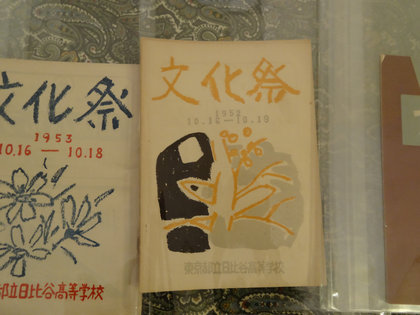 文化祭
1953
10.16 — 10.18
都立日比谷高等学校
文化祭
1952
10.16 — 10.19
東京都立日比谷高等学校